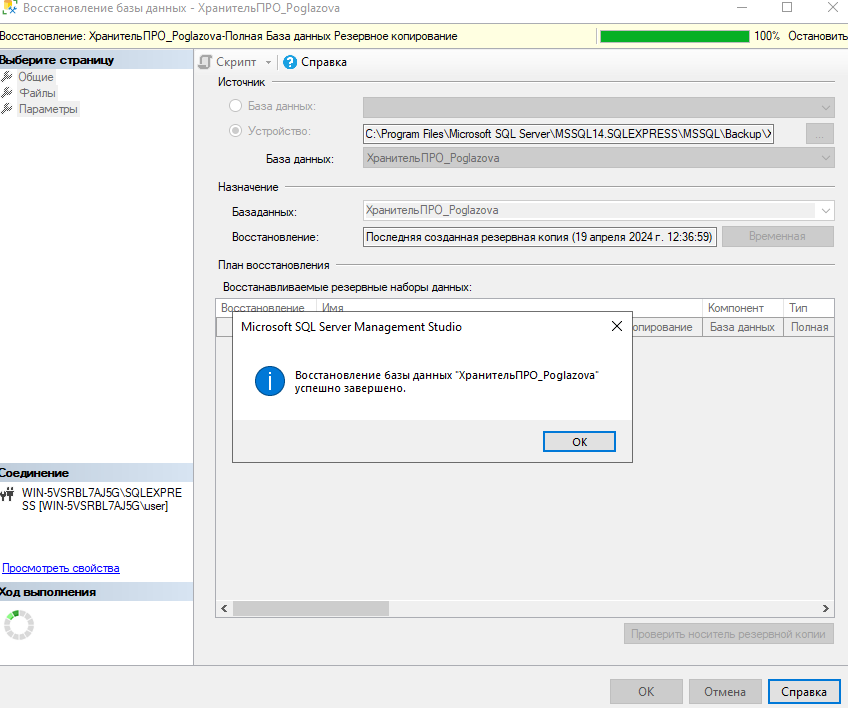 Восстановление базы данных - ХранительПРО_Poglazova
Восстановление: ХранительПРО_Poglazova-Полная База данных Резервное копирование
100%
Остановить
Выберите страницу
Общие
Файлы
Параметры
Скрипт
Справка
Источник
База данных:
Устройство:
C:\Program Files\Microsoft SQL Server\MSSQL14.SQLEXPRESS\MSSQL\Backup\Х
...
База данных:
ХранительПРО_Poglazova
Назначение
Базаданных:
ХранительПРО_Poglazova
Восстановление:
Последняя созданная резервная копия (19 апреля 2024 г. 12:36:59)
Временная
План восстановления
Восстанавливаемые резервные наборы данных:
Восстановление Имя Компонент Тип
опирование База данных Полная
Microsoft SQL Server Management Studio
Восстановление базы данных "ХранительПРО_Poglazova"
успешно завершено.
OK
Соединение
WIN-5VSRBL7AJ5G\SQLEXPRE
SS [WIN-5VSRBL7AJ5G\user]
Просмотреть свойства
Ход выполнения
Проверить носитель резервной копии
OK
Отмена
Справка